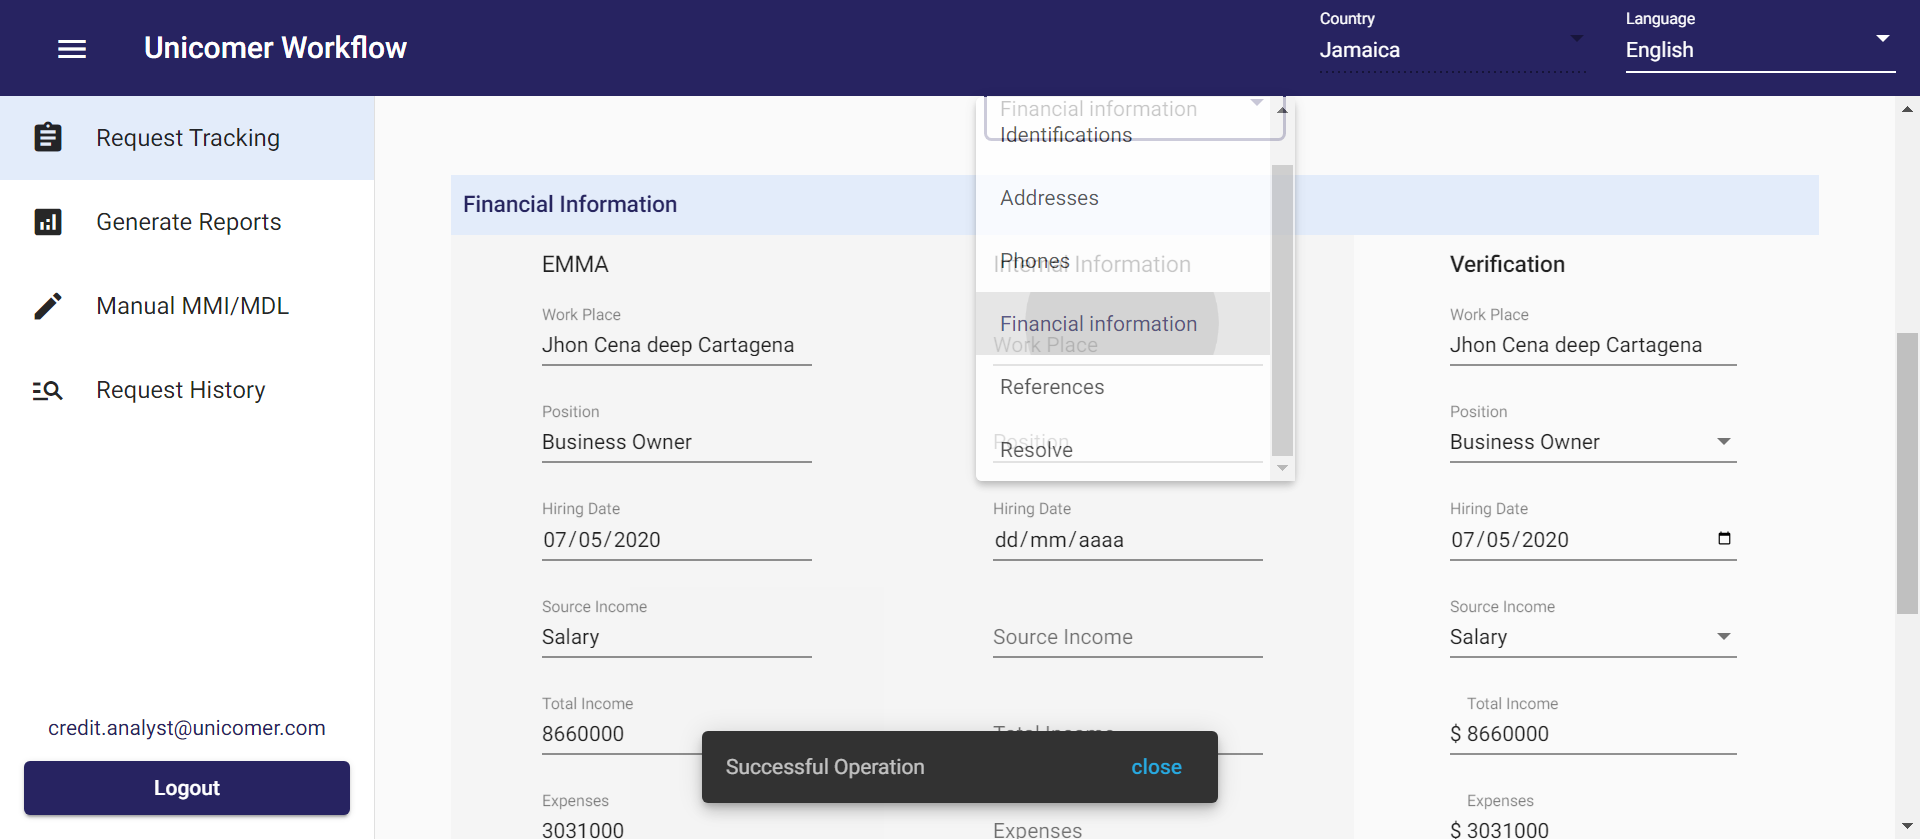 Unicomer Workflow
Country
Jamaica
Language
English
Request Tracking
Generate Reports
Manual MMI/MDL
Request History
credit.analyst@unicomer.com
Logout
Financial information
Identifications
Addresses
Phones
Financial information
References
Resolve
Financial Information
EMMA
Work Place
Jhon Cena deep Cartagena
Position
Business Owner
Hiring Date
07/05/2020
Source Income
Salary
Total Income
8660000
Expenses
3031000
Internal Information
Work Place
Position
Hiring Date
dd/mm/aaaa
Source Income
Total Income
Expenses
Verification
Work Place
Jhon Cena deep Cartagena
Position
Business Owner
Hiring Date
07/05/2020
Source Income
Salary
Total Income
$ 8660000
Expenses
$ 3031000
Successful Operation
close